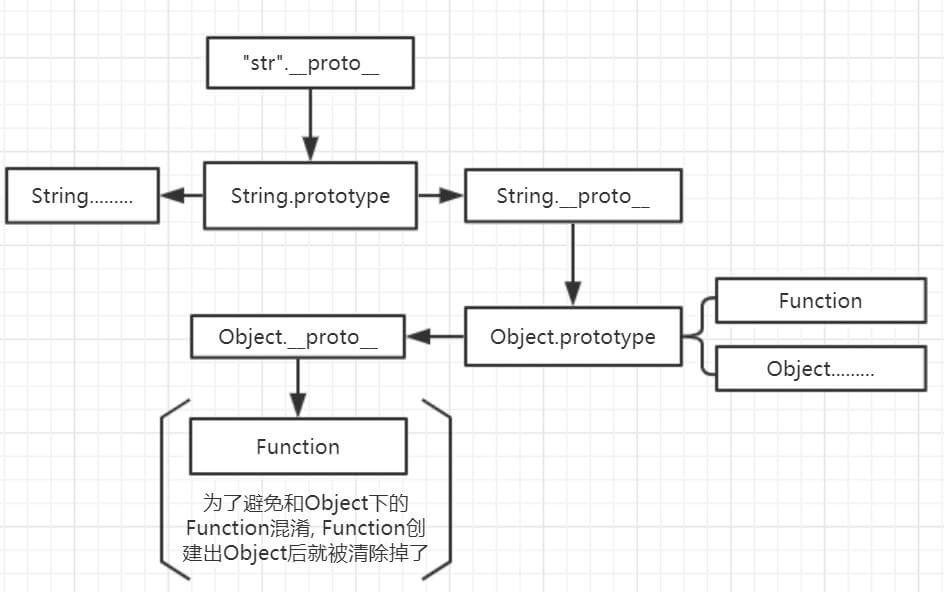 "str".__proto__
String.........
String.prototype
String.__proto__
Function
Object.__proto__
Object.prototype
Object.........
Function
为了避免和Object下的
Function混淆, Function创
建出Object后就被清除掉了